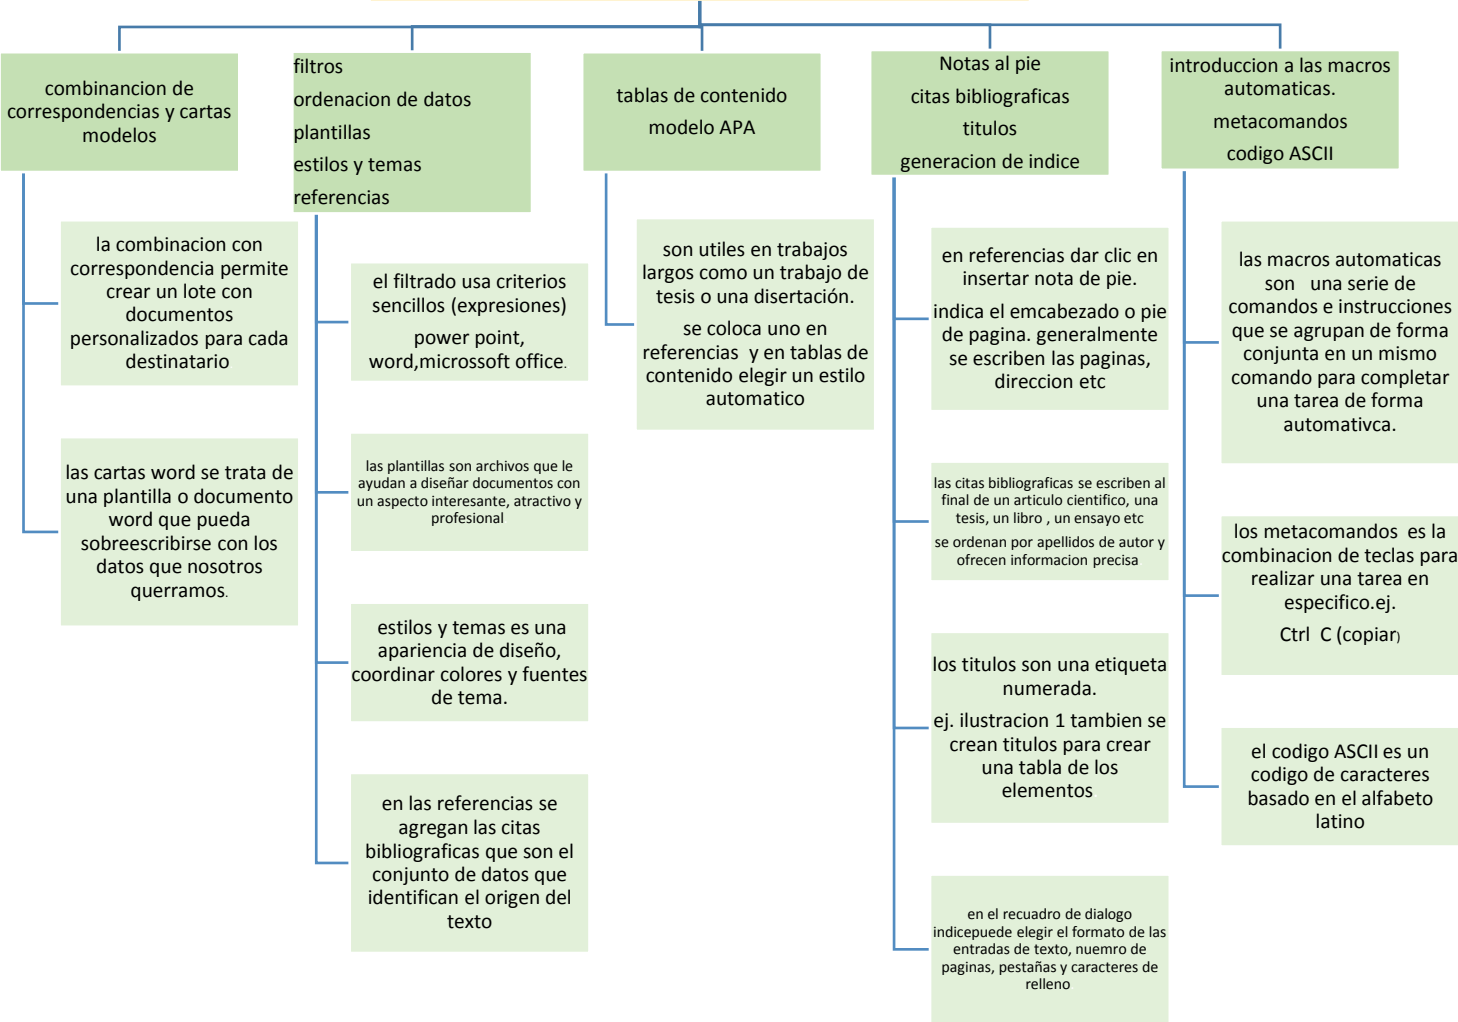 combinancion de
correspondencias y cartas
modelos
la combinacion con
correspondencia permite
crear un lote con
documentos
personalizados para cada
destinatario
las cartas word se trata de
una plantilla o documento
word que pueda
sobreescribirse con los
datos que nosotros
querramos.
filtros
ordenacion de datos
plantillas
estilos y temas
referencias
el filtrado usa criterios
sencillos (expresiones)
power point,
word,microssoft office.
las plantillas son archivos que le
ayudan a diseñar documentos con
un aspecto interesante, atractivo y
profesional
estilos y temas es una
apariencia de diseño,
coordinar colores y fuentes
de tema.
en las referencias se
agregan las citas
bibliograficas que son el
conjunto de datos que
identifican el origen del
texto
tablas de contenido
modelo APA
son utiles en trabajos
largos como un trabajo de
tesis o una disertación.
se coloca uno en
referencias y en tablas de
contenido elegir un estilo
automatico
Notas al pie
citas bibliograficas
titulos
generacion de indice
en referencias dar clic en
insertar nota de pie.
indica el emcabezado o pie
de pagina. generalmente
se escriben las paginas,
direccion etc
las citas bibliograficas se escriben al
final de un articulo cientifico, una
tesis, un libro , un ensayo etc
se ordenan por apellidos de autor y
ofrecen informacion precisa
los titulos son una etiqueta
numerada.
ej. ilustracion 1 tambien se
crean titulos para crear
una tabla de los
elementos
en el recuadro de dialogo
indicepuede elegir el formato de las
entradas de texto, nuemro de
paginas, pestañas y caracteres de
relleno
introduccion a las macros
automaticas.
metacomandos
codigo ASCII
las macros automaticas
son una serie de
comandos e instrucciones
que se agrupan de forma
conjunta en un mismo
comando para completar
una tarea de forma
automativca.
los metacomandos es la
combinacion de teclas para
realizar una tarea en
especifico.ej.
Ctrl C (copiar)
el codigo ASCII es un
codigo de caracteres
basado en el alfabeto
latino